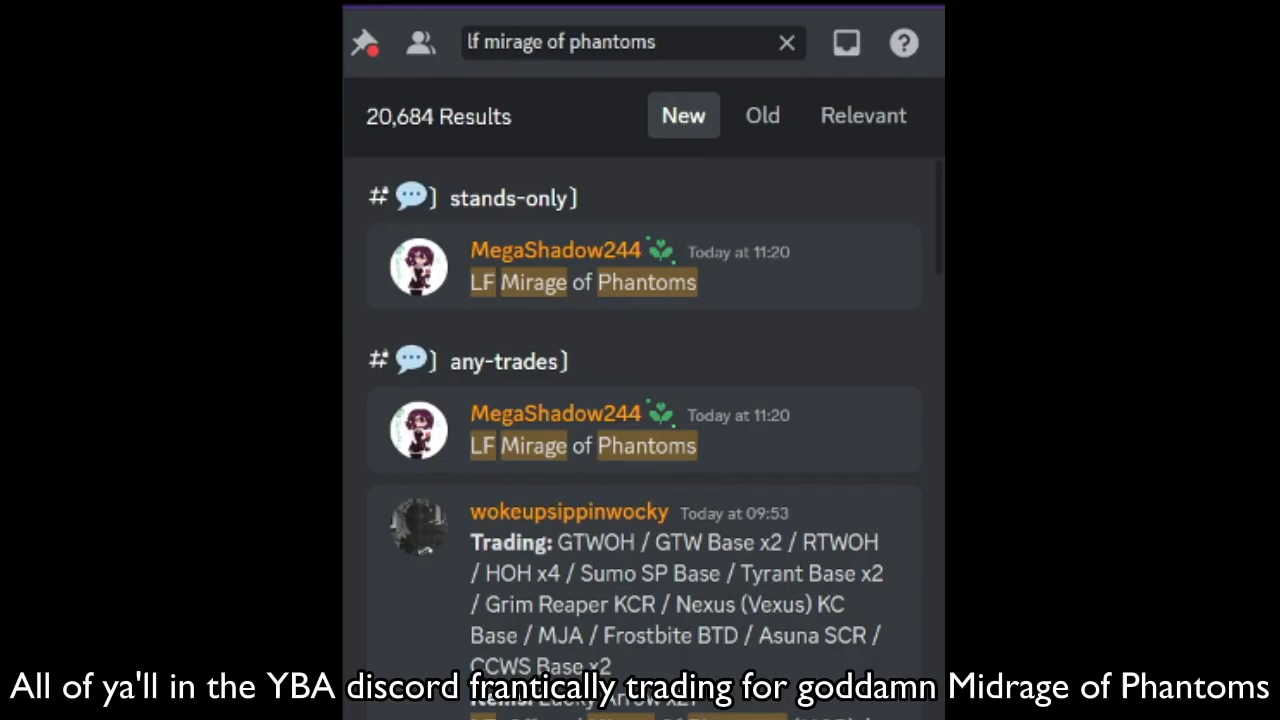 lf mirage of phantoms
20,684 Results
New
Old
Relevant
stands-only]
MegaShadow244 Today at 11:20
LF Mirage of Phantoms
any-trades]
MegaShadow244 Today at 11:20
LF Mirage of Phantoms
wokeupsippinwocky Today at 09:53
Trading: GTWOH / GTW Base x2 / RTWOH
/ HOH x4 / Sumo SP Base / Tyrant Base x2
/ Grim Reaper KCR / Nexus (Vexus) KC
Base / MJA / Frostbite BTD / Asuna SCR /
CCWS Base x2
All of ya'll in the YBA discord frantically trading for goddamn Midrage of Phantoms